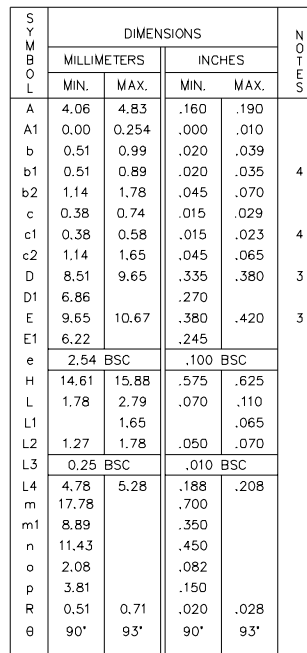 SYMBOL DIMENSIONS NOTES
MILLIMETERS INCHES
MIN. MAX. MIN. MAX.
A 4.06 4.83 .160 .190
A1 0.00 0.254 .000 .010
b 0.51 0.99 .020 .039
b1 0.51 0.89 .020 .035 4
b2 1.14 1.78 .045 .070
c 0.38 0.74 .015 .029
c1 0.38 0.58 .015 .023 4
c2 1.14 1.65 .045 .065
D 8.51 9.65 .335 .380 3
D1 6.86 .270
E 9.65 10.67 .380 .420 3
E1 6.22 .245
e 2.54 BSC .100 BSC
H 14.61 15.88 .575 .625
L 1.78 2.79 .070 .110
L1 1.65 .065
L2 1.27 1.78 .050 .070
L3 0.25 BSC .010 BSC
L4 4.78 5.28 .188 .208
m 17.78 .700
m1 8.89 .350
n 11.43 .450
o 2.08 .082
p 3.81 .150
R 0.51 0.71 .020 .028
θ 90° 93° 90° 93°